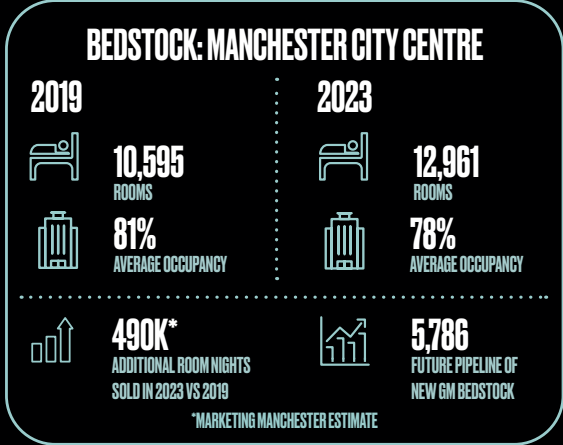 BEDSTOCK: MANCHESTER CITY CENTRE
2019
10,595
ROOMS
81%
AVERAGE OCCUPANCY
2023
12,961
ROOMS
78%
AVERAGE OCCUPANCY
490K*
ADDITIONAL ROOM NIGHTS
SOLD IN 2023 VS 2019
5,786
FUTURE PIPELINE OF
NEW GM BEDSTOCK
*MARKETING MANCHESTER ESTIMATE